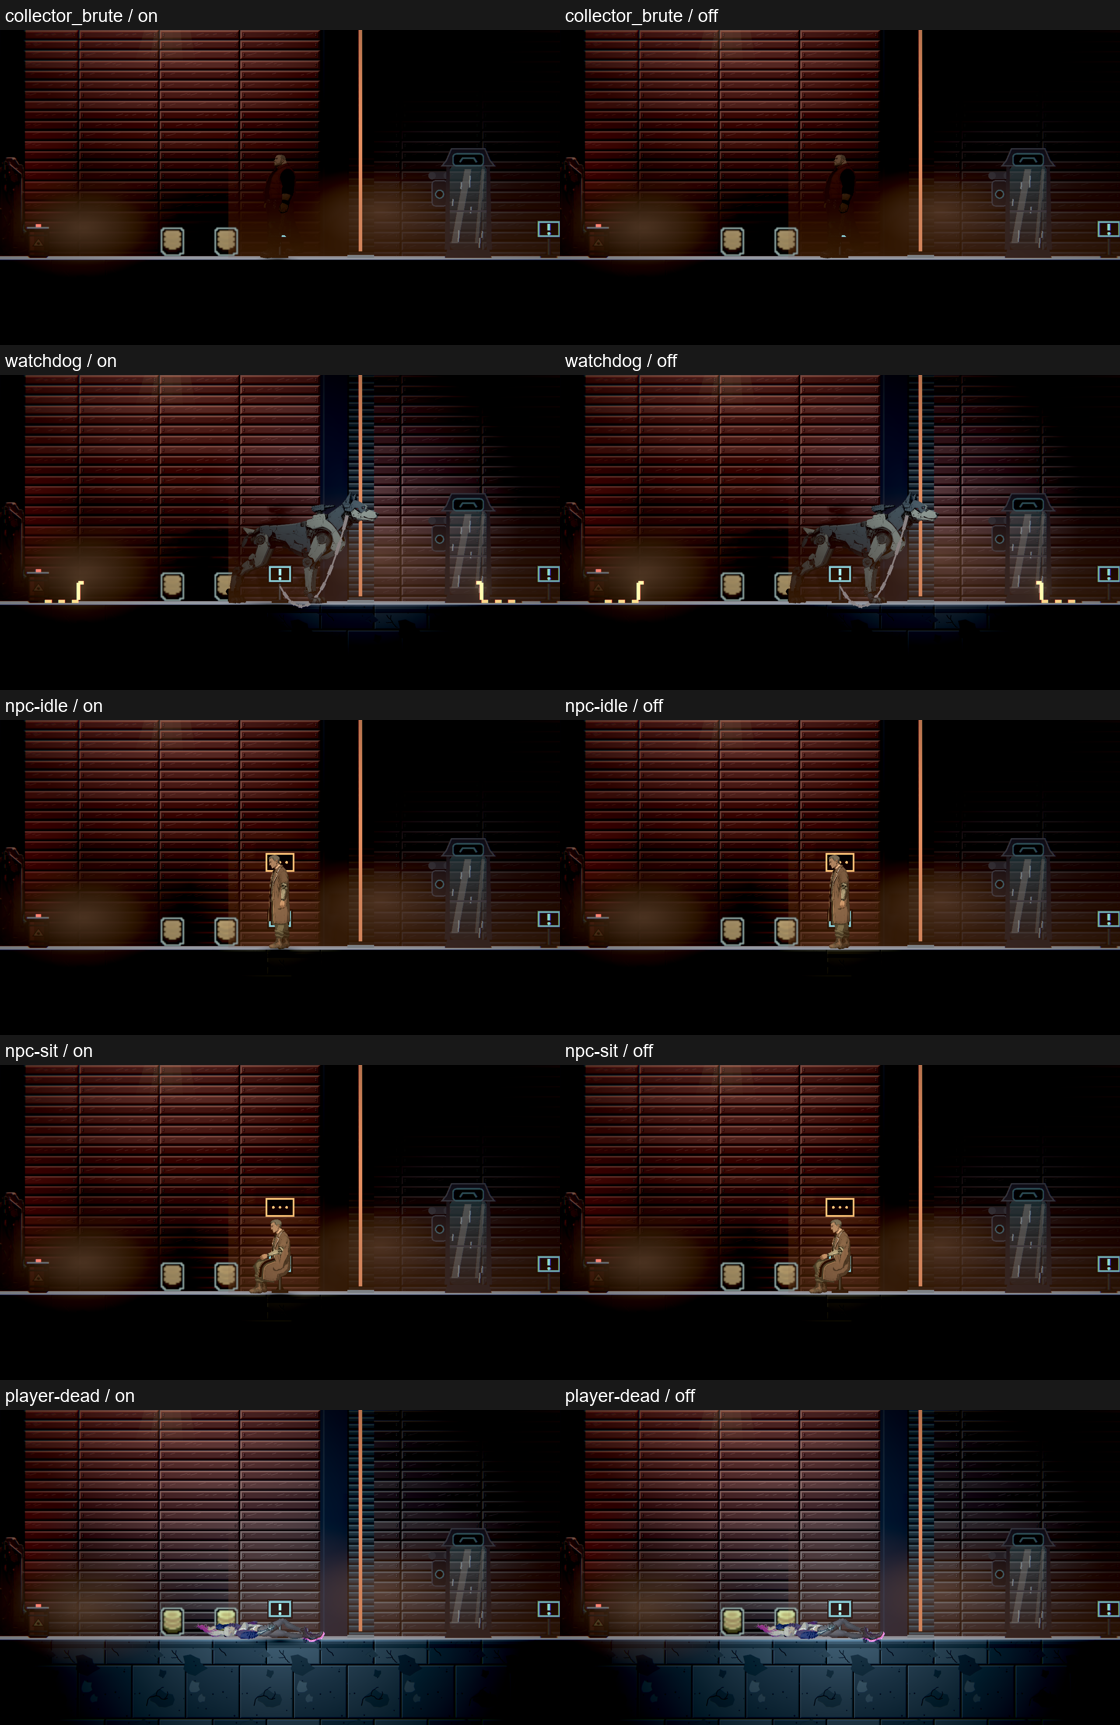 collector_brute / on
collector_brute / off
!
!
watchdog / on
watchdog / off
!
!
!
!
npc-idle / on
npc-idle / off
!
!
npc-sit / on
npc-sit / off
...
...
!
!
player-dead / on
player-dead / off
!
!
!
!